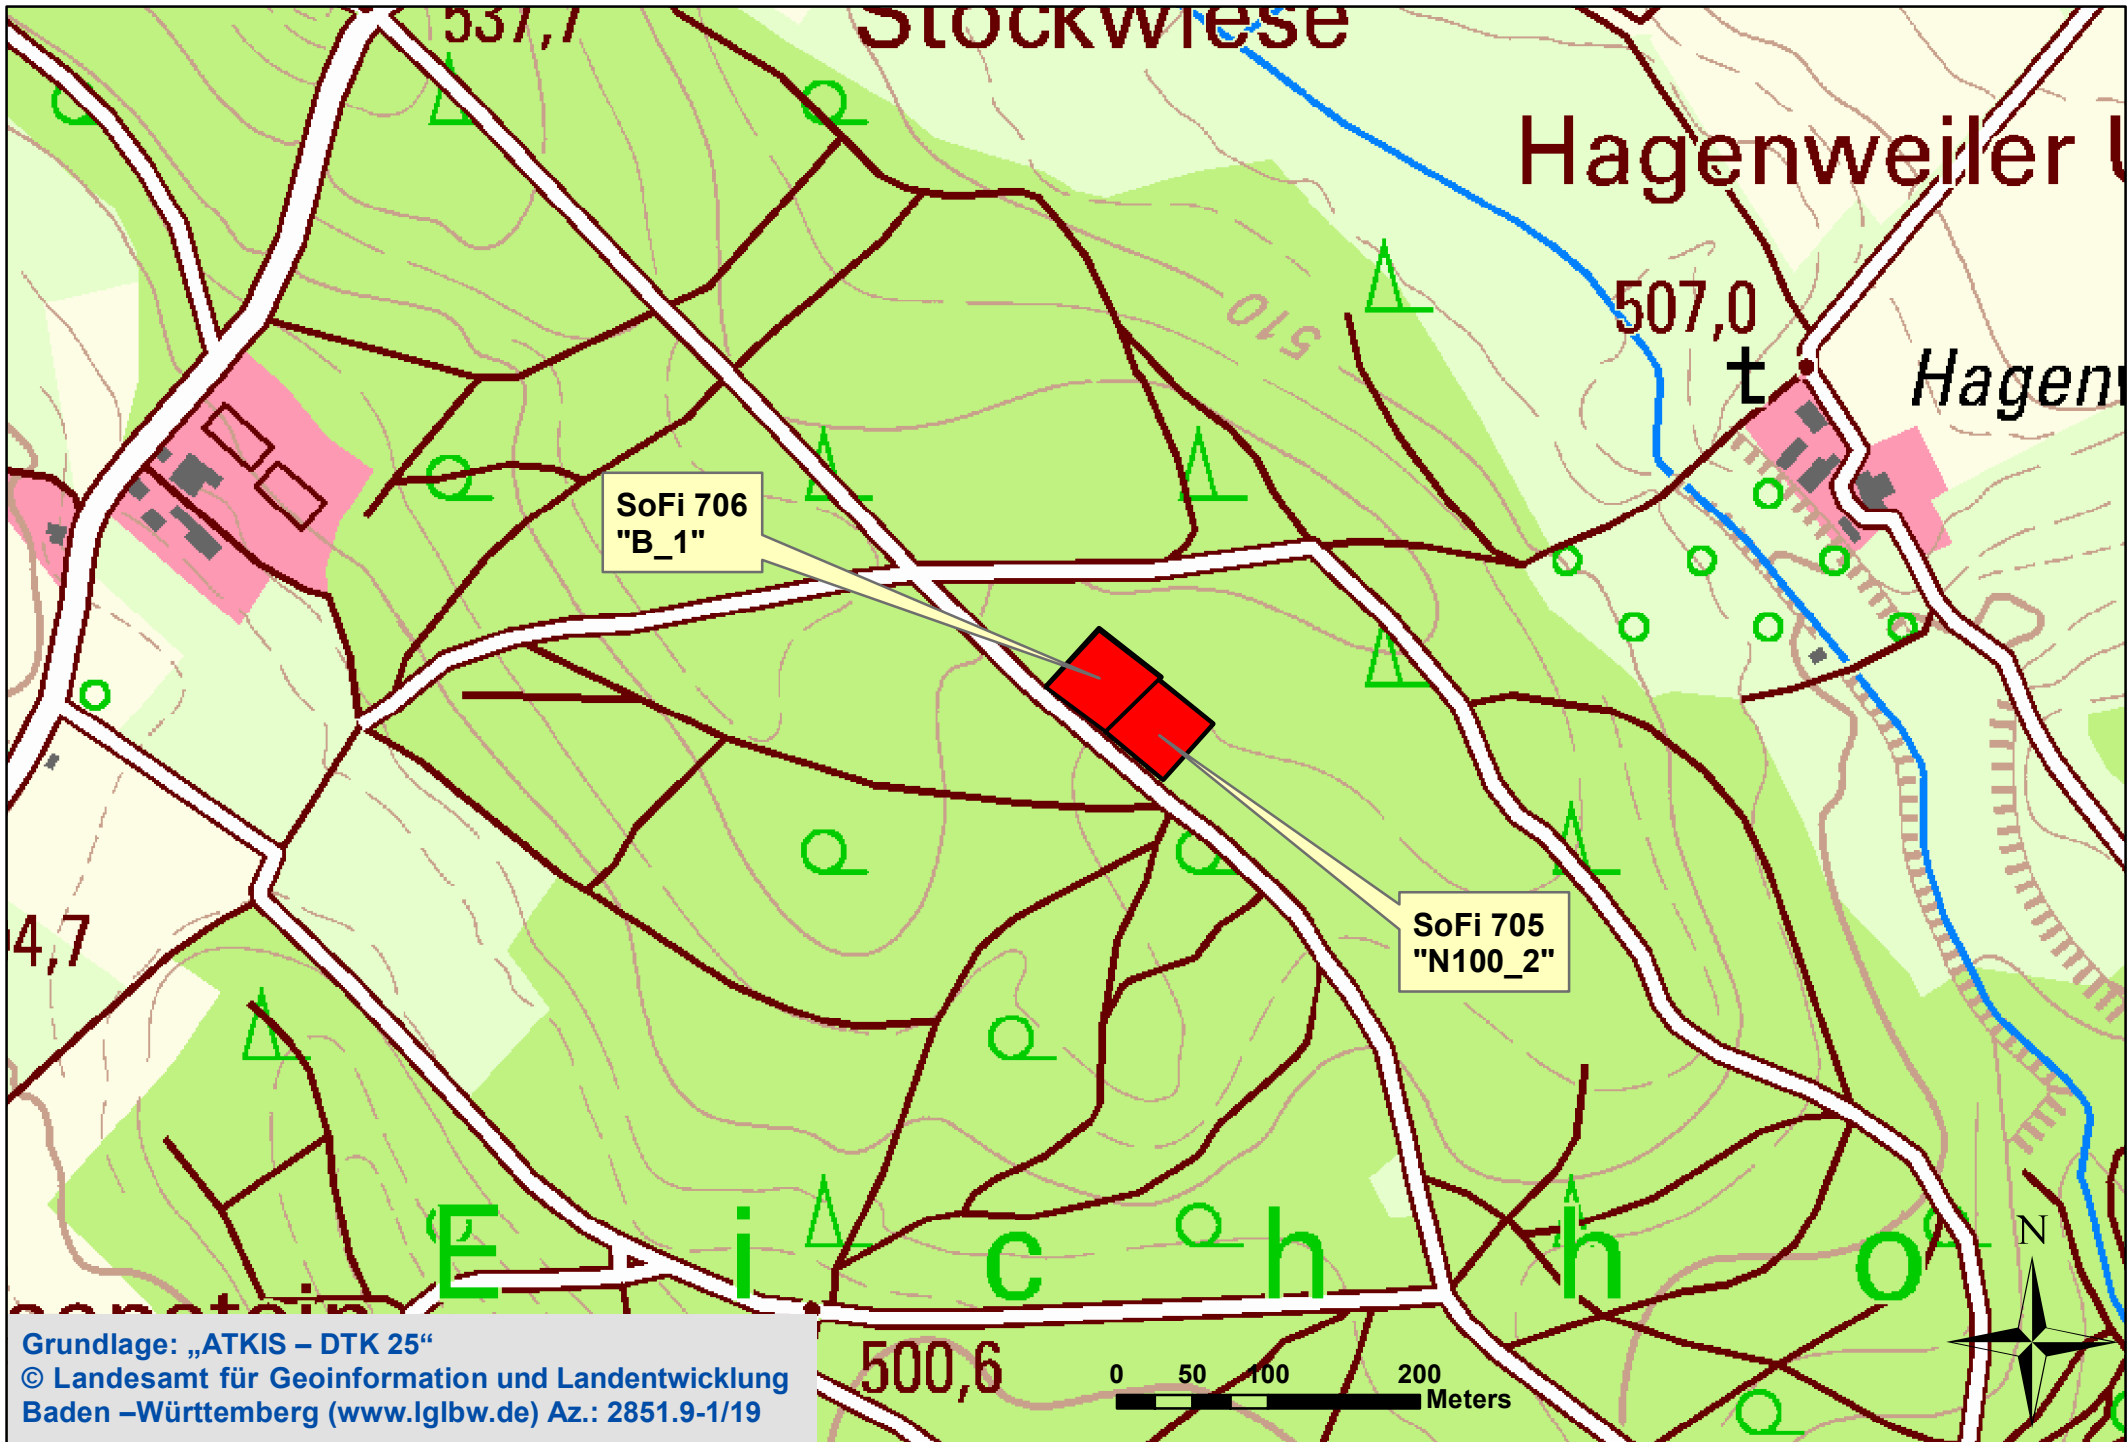 537,7
Stockwiese
Hagenweiler
507,0
t
510
SoFi 706
"B_1"
SoFi 705
"N100_2"
4,7
E i c h h o
N
500,6
0 50 100 200
Meters
Grundlage: „ATKIS – DTK 25“
© Landesamt für Geoinformation und Landentwicklung
Baden –Württemberg (www.lglbw.de) Az.: 2851.9-1/19